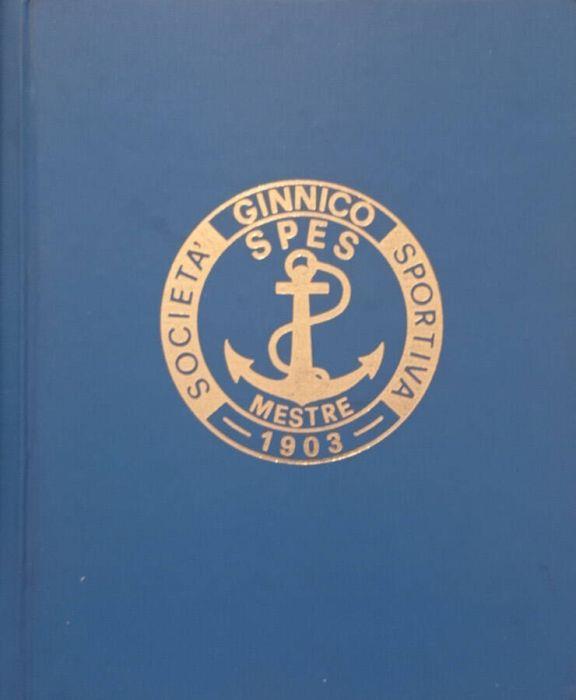 SOCIETA' GINNICO SPORTIVA
SPES
MESTRE
1903